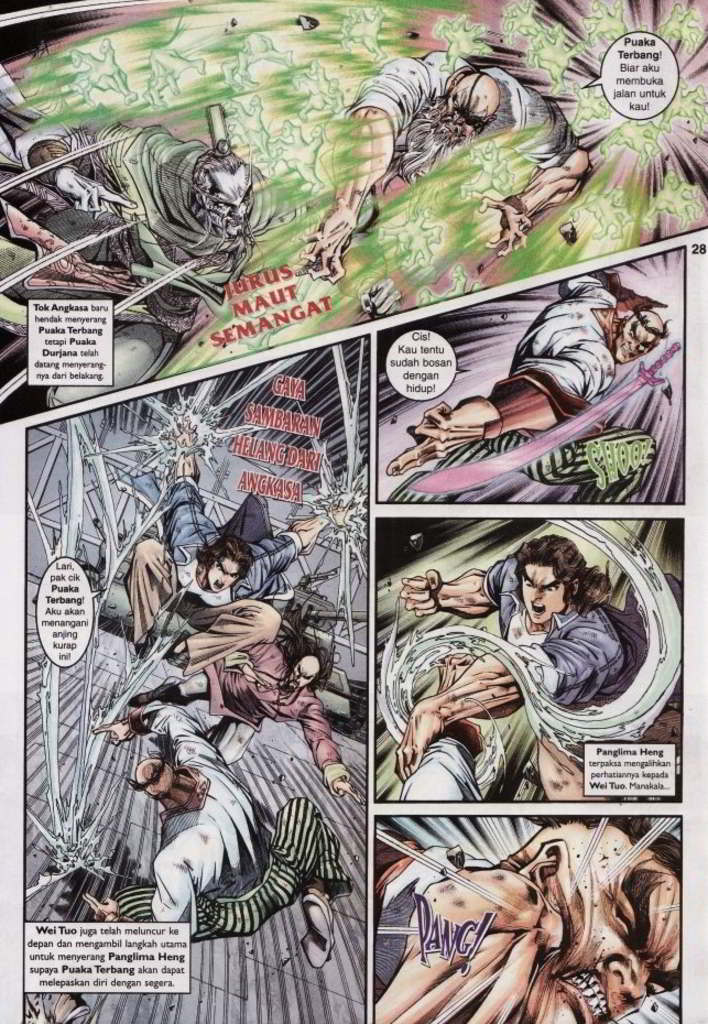 Puaka
Terbang!
Biar aku
membuka
jalan untuk
kau!
JURUS
MAUT
SEMANGAT
Tok Angkasa baru
hendak menyerang
Puaka Terbang
tetapi Puaka
Durjana telah
datang menyerang-
nya dari belakang.
28
Cis!
Kau tentu
sudah bosan
dengan
hidup!
SHOOO!
GAYA
SAMBARAN
HELANG DARI
ANGKASA
Lari,
pak cik
Puaka
Terbang!
Aku akan
menangani
anjing
kurap
ini!
Wei Tuo juga telah meluncur ke
depan dan mengambil langkah utama
untuk menyerang Panglima Heng
supaya Puaka Terbang akan dapat
melepaskan diri dengan segera.
Panglima Heng
terpaksa mengalihkan
perhatiannya kepada
Wei Tuo. Manakala...
PANG!